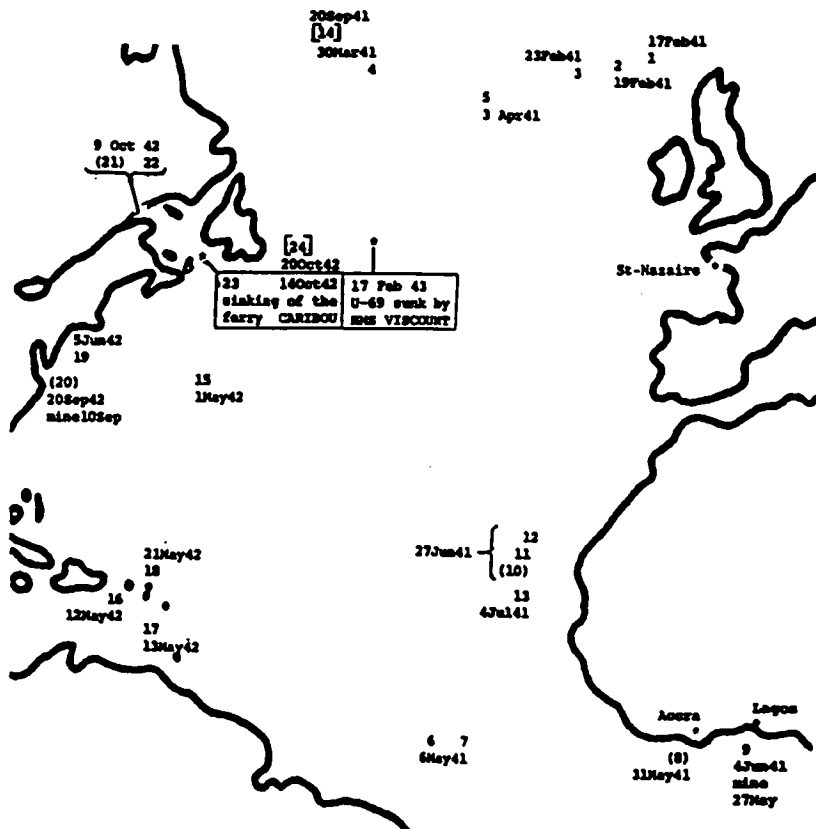 20Sep41
[14]
30Mar41
4
23Feb41
3
17Feb41
1
2
19Feb41
5
3 Apr41
9 Oct 42
(21) 22
[24]
20Oct42
*
St-Nazaire
23 14Oct42
sinking of the
ferry CARIBOU
17 Feb 43
U-69 sunk by
HMS VISCOUNT
5Jun42
19
(20)
20Sep42
mine10Sep
15
1May42
27Jun41
12
11
(10)
13
4Jul41
21May42
18
16
12May42
17
13May42
6 7
6May41
Accra
Lagos
(8)
31May41
9
4Jun41
mine
27May